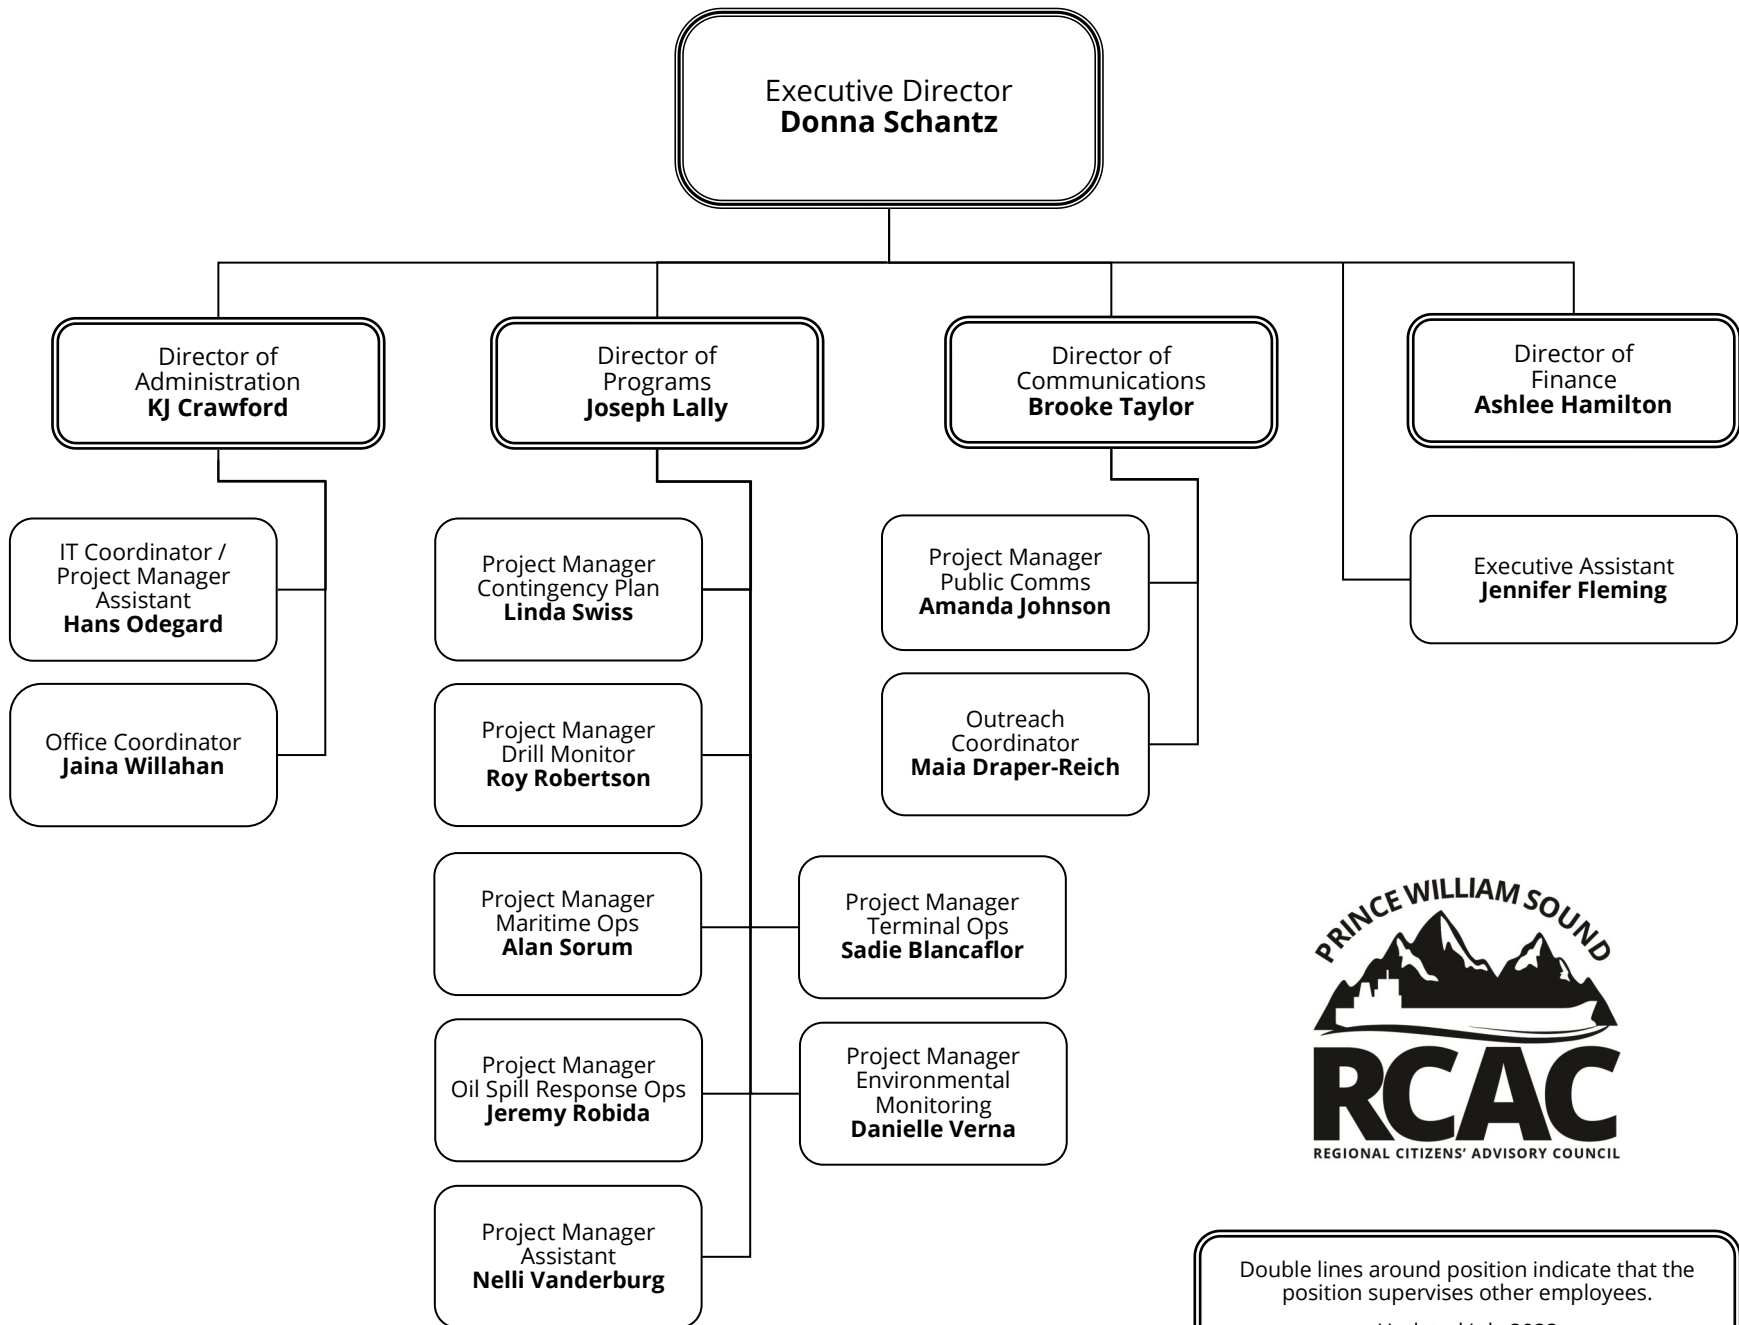 Executive Director
Donna Schantz
Director of
Administration
KJ Crawford
Director of
Programs
Joseph Lally
Director of
Communications
Brooke Taylor
Director of
Finance
Ashlee Hamilton
IT Coordinator /
Project Manager
Assistant
Hans Odegard
Project Manager
Contingency Plan
Linda Swiss
Project Manager
Public Comms
Amanda Johnson
Executive Assistant
Jennifer Fleming
Office Coordinator
Jaina Willahan
Project Manager
Drill Monitor
Roy Robertson
Outreach
Coordinator
Maia Draper-Reich
Project Manager
Maritime Ops
Alan Sorum
Project Manager
Terminal Ops
Sadie Blancaflor
Project Manager
Oil Spill Response Ops
Jeremy Robida
Project Manager
Environmental
Monitoring
Danielle Verna
Project Manager
Assistant
Nelli Vanderburg
PRINCE WILLIAM SOUND
RCAC
REGIONAL CITIZENS' ADVISORY COUNCIL
Double lines around position indicate that the
position supervises other employees.